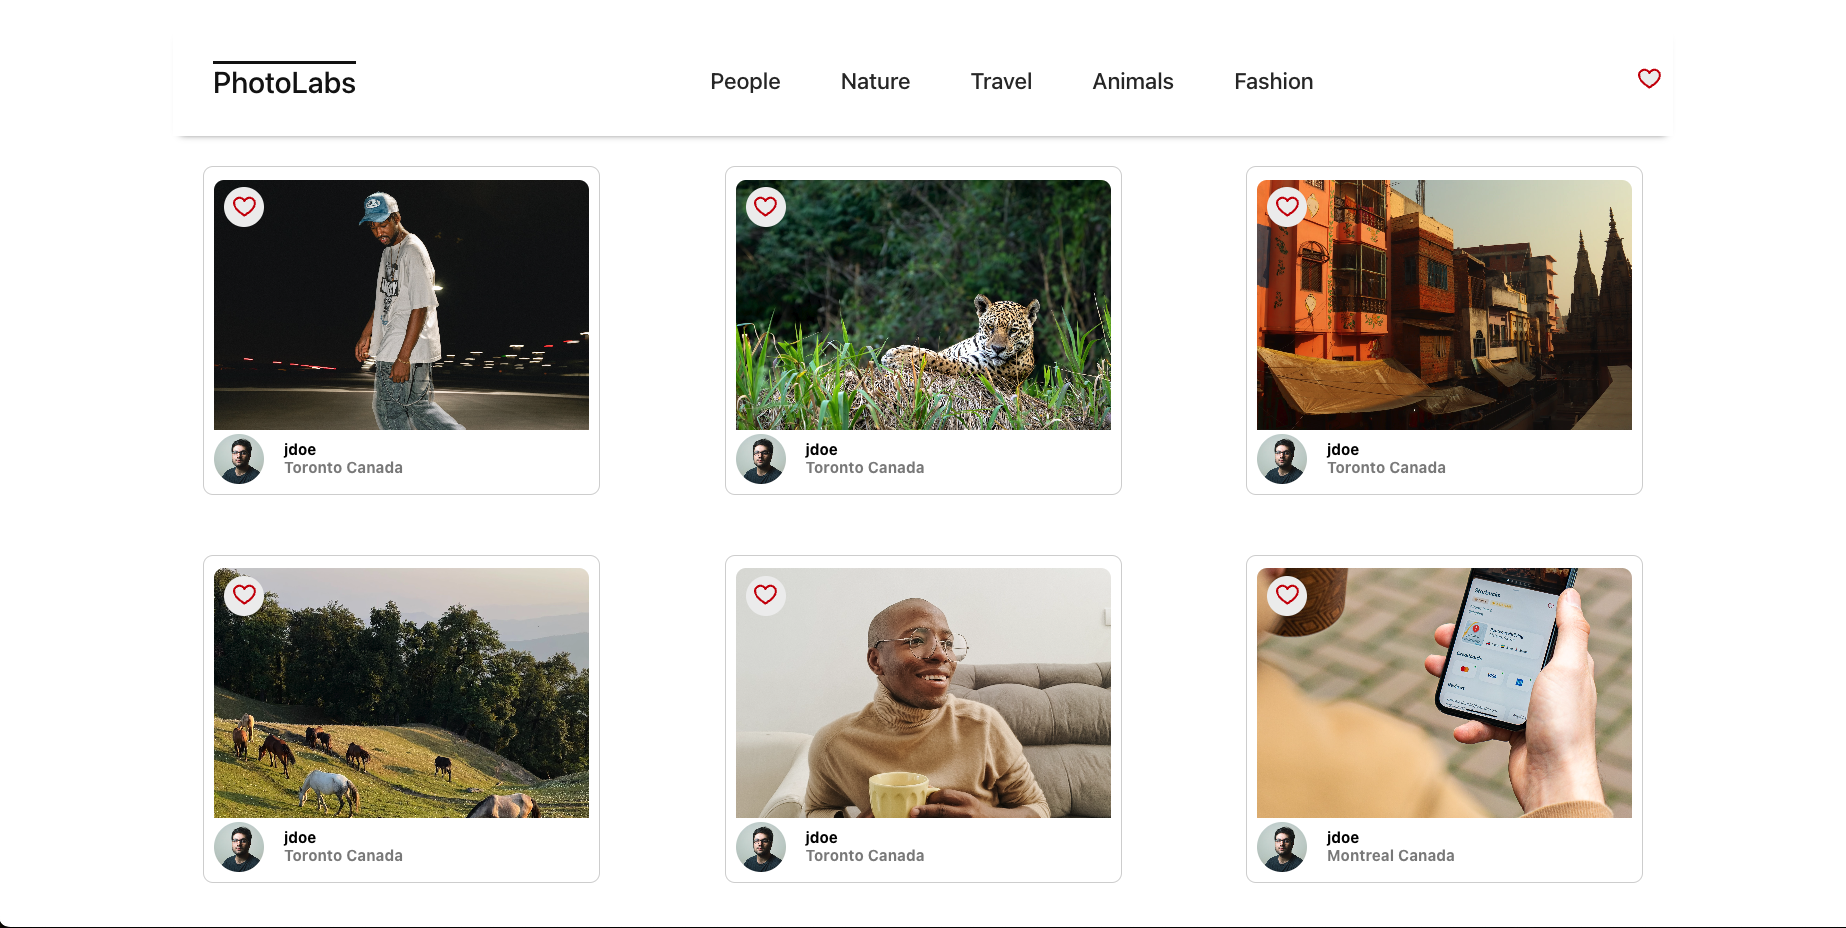 PhotoLabs
People
Nature
Travel
Animals
Fashion
jdoe
Toronto Canada
jdoe
Toronto Canada
jdoe
Toronto Canada
VISA
jdoe
Toronto Canada
jdoe
Toronto Canada
jdoe
Montreal Canada